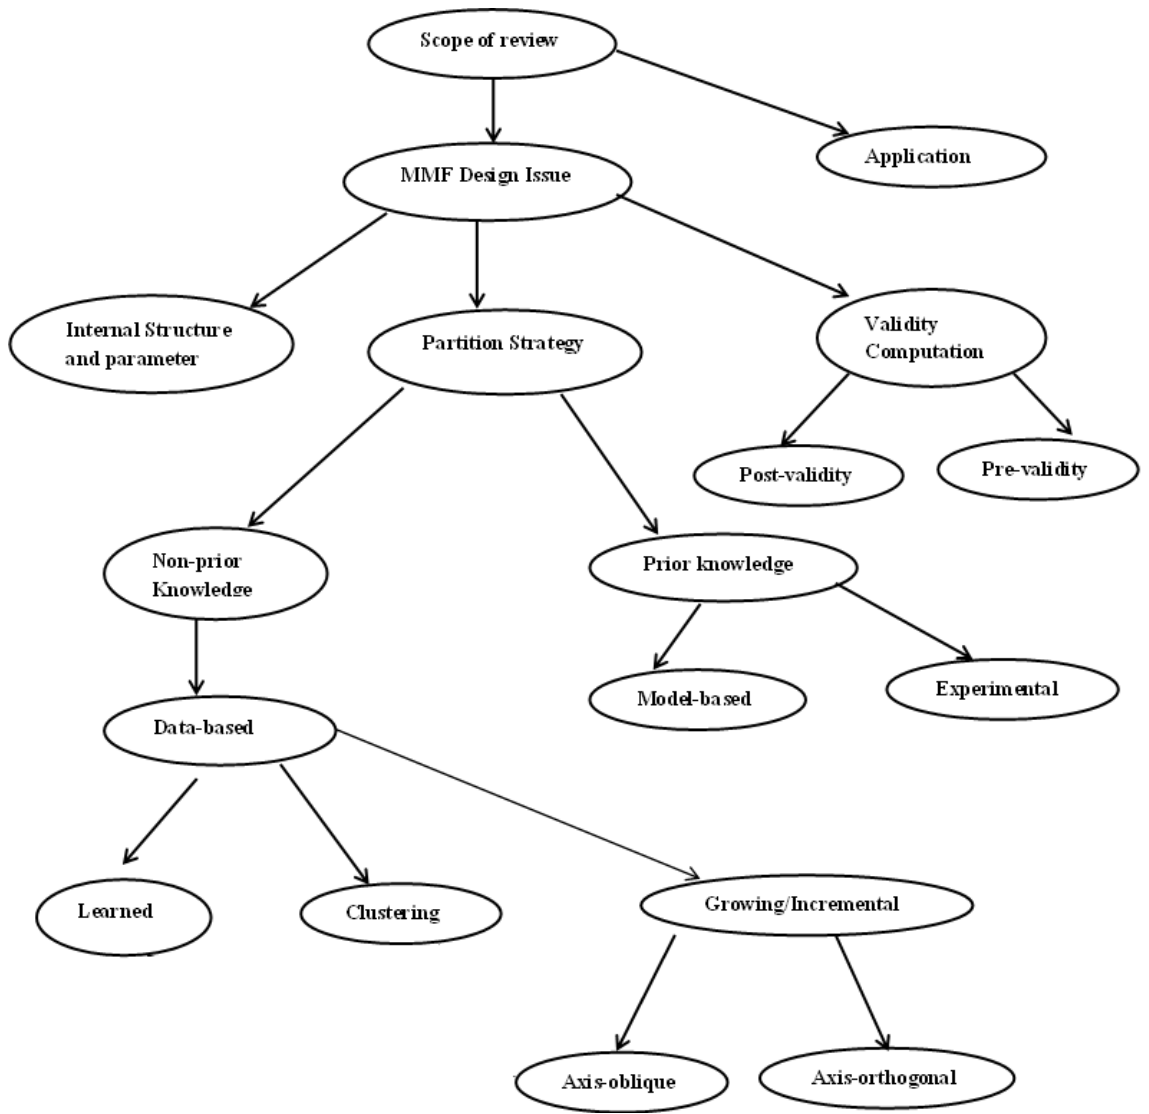 Scope of review
Application
MMF Design Issue
Internal Structure
and parameter
Partition Strategy
Validity
Computation
Post-validity
Pre-validity
Non-prior
Knowledge
Prior knowledge
Model-based
Experimental
Data-based
Learned
Clustering
Growing/Incremental
Axis-oblique
Axis-orthogonal